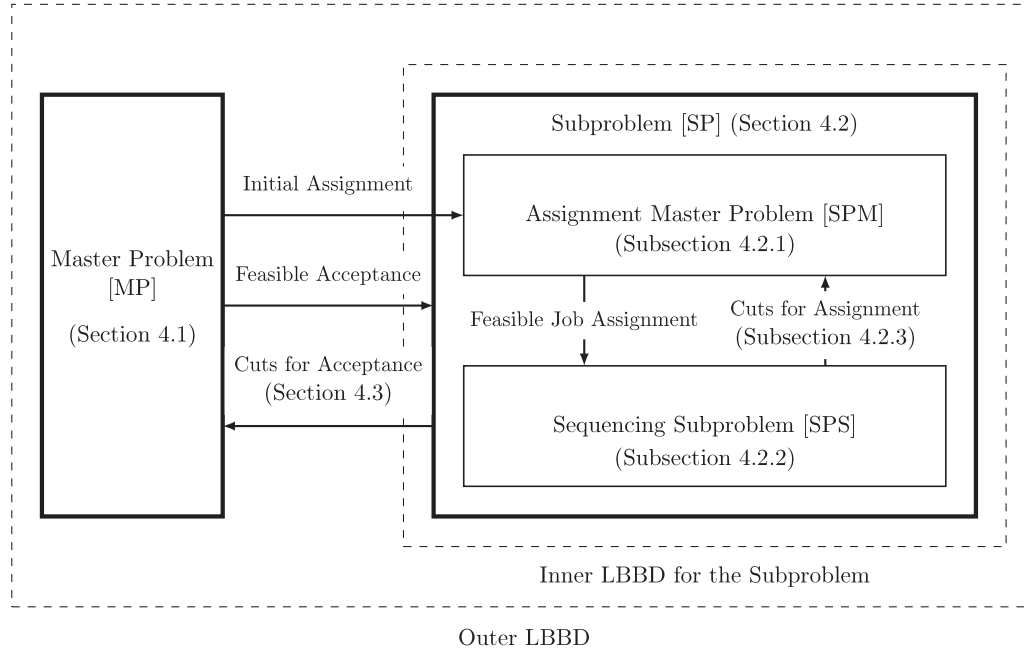 Subproblem [SP] (Section 4.2)
Initial Assignment
Assignment Master Problem [SPM]
(Subsection 4.2.1)
Master Problem
[MP]
(Section 4.1)
Feasible Acceptance
Feasible Job Assignment
Cuts for Assignment
(Subsection 4.2.3)
Cuts for Acceptance
(Section 4.3)
Sequencing Subproblem [SPS]
(Subsection 4.2.2)
Inner LBBD for the Subproblem
Outer LBBD